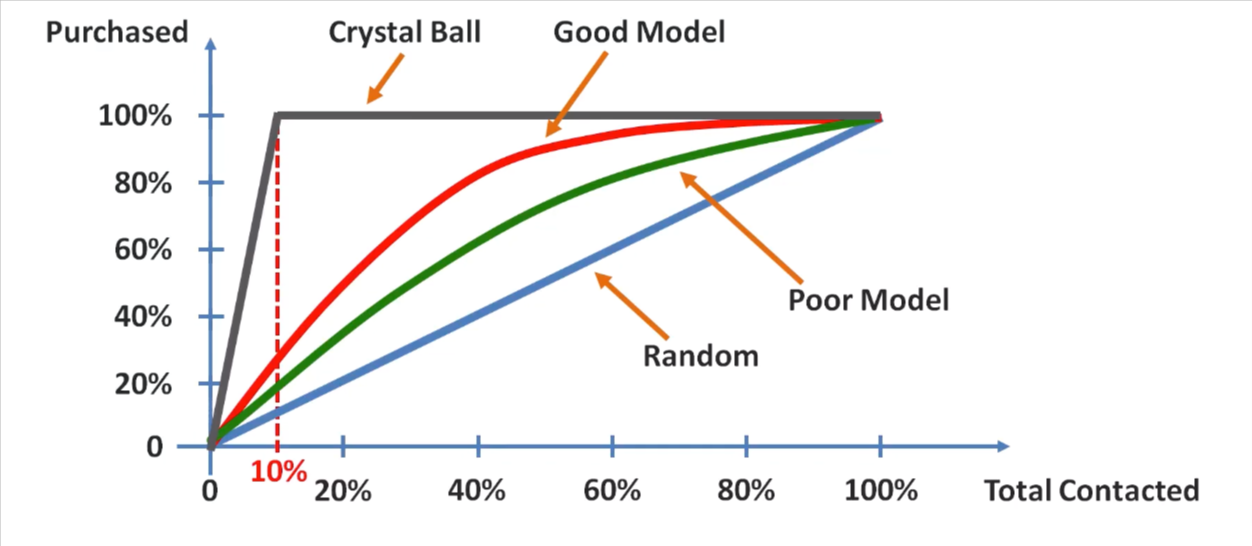 Purchased
Crystal Ball
Good Model
100%
80%
60%
40%
20%
0
Poor Model
Random
10%
0
20%
40%
60%
80%
100%
Total Contacted